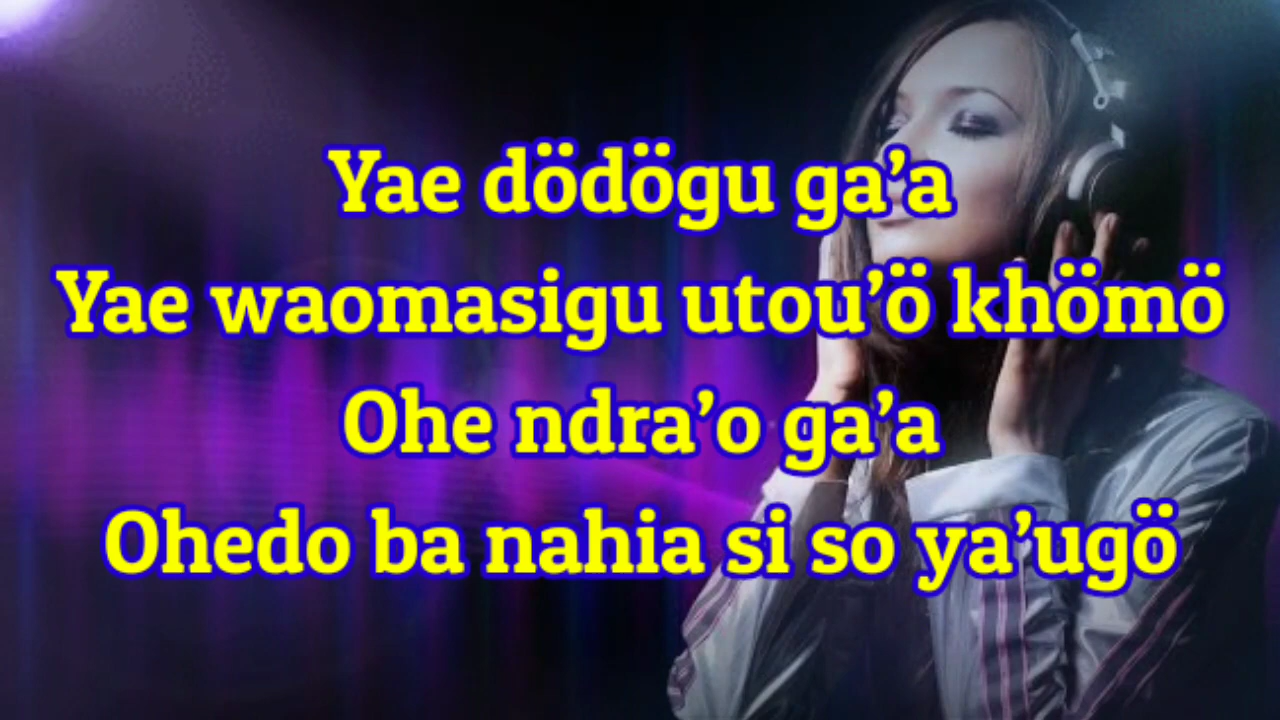 Yae dödögu ga’a
Yae waomasigu utou’ö khömö
Ohe ndra’o ga’a
Ohedo ba nahia si so ya’ugö